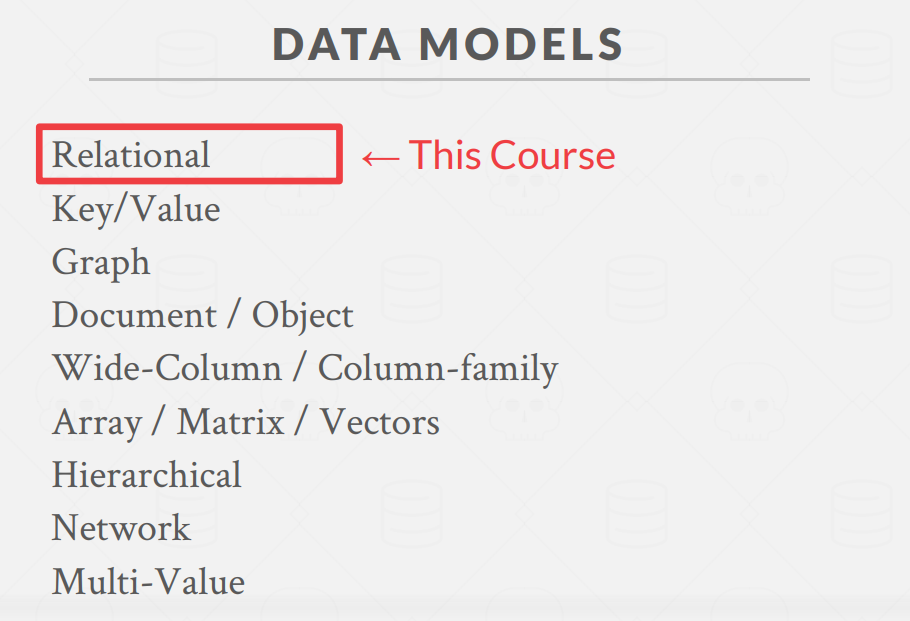 DATA MODELS
Relational ← This Course
Key/Value
Graph
Document / Object
Wide-Column / Column-family
Array / Matrix / Vectors
Hierarchical
Network
Multi-Value